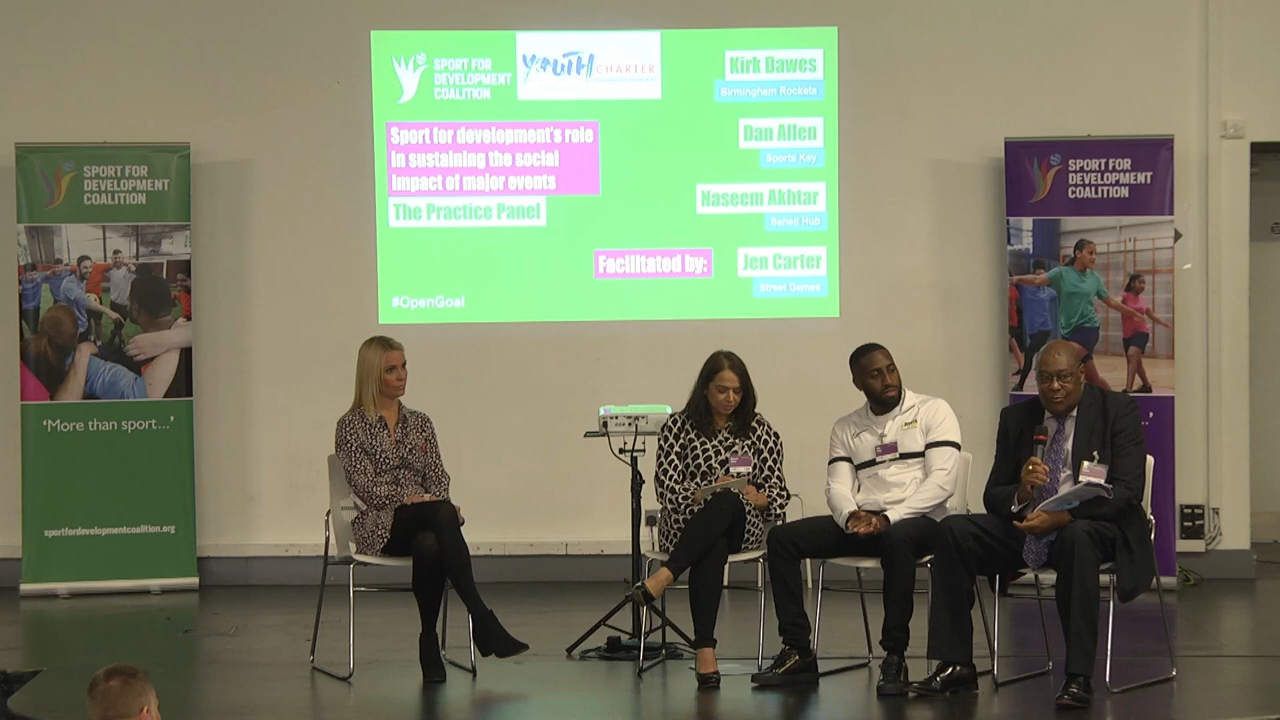 SPORT FOR
DEVELOPMENT
COALITION
'More than sport...'
sportfordevelopmentcoalition.org
SPORT FOR
DEVELOPMENT
COALITION
YOUTH CHARTER
Sport for development's role
in sustaining the social
impact of major events
The Practice Panel
#OpenGoal
Kirk Dawes
Birmingham Rockets
Dan Allen
Sports Key
Naseem Akhtar
Saheli Hub
Facilitated by:
Jen Carter
Street Games
SPORT FOR
DEVELOPMENT
COALITION